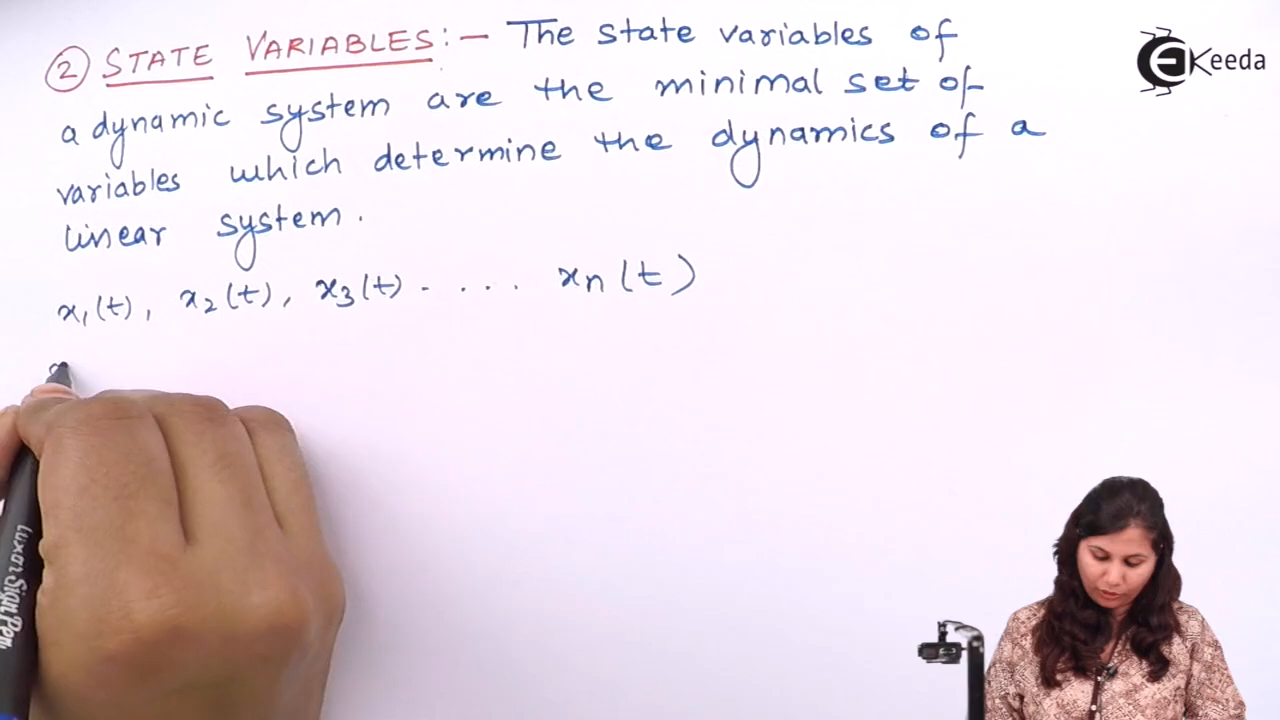 ② STATE VARIABLES :- The state variables of
a dynamic system are the minimal set of
variables which determine the dynamics of a
linear system.
x₁(t), x₂(t), x₃(t) . . . . xn(t)
EKeeda
Luxor Sign Pen